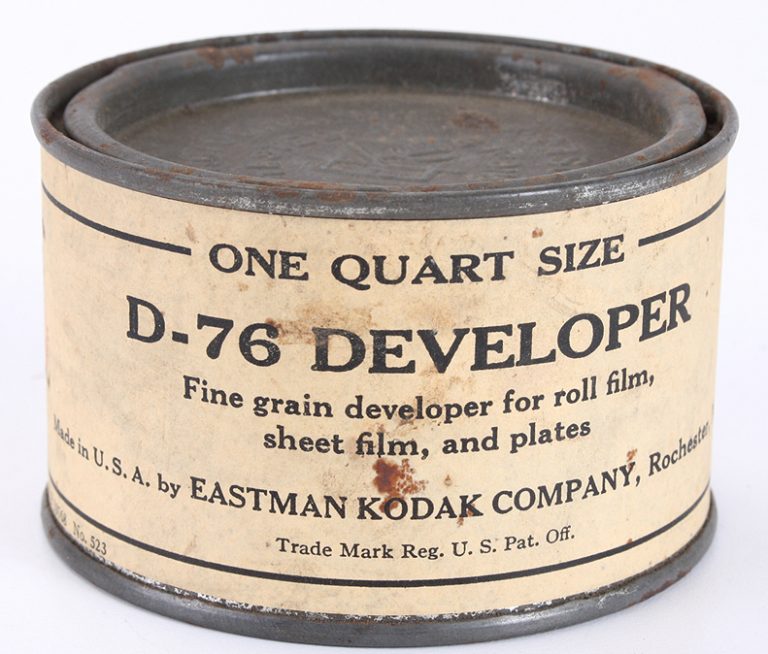 ONE QUART SIZE
D-76 DEVELOPER
Fine grain developer for roll film,
sheet film, and plates
Made in U. S. A. by EASTMAN KODAK COMPANY, Rochester,
Trade Mark Reg. U. S. Pat. Off.
No. 523